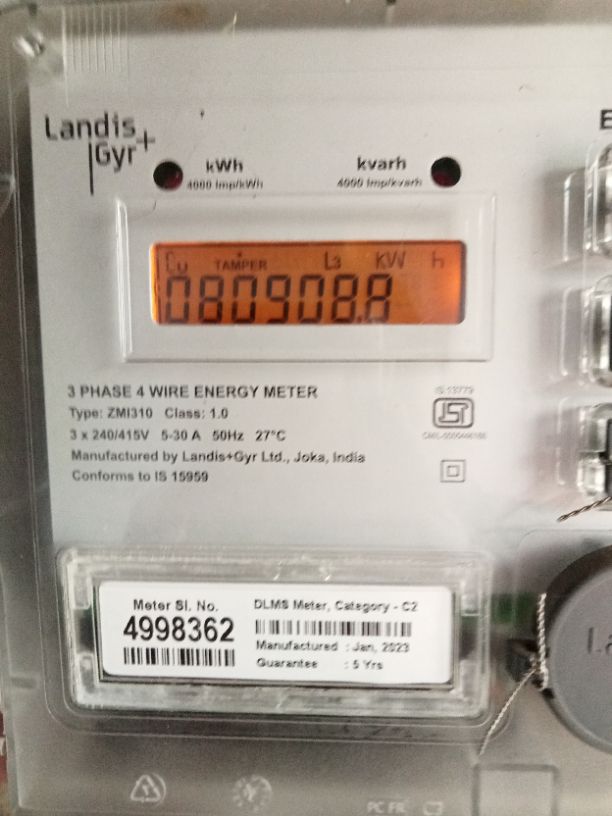 Landis
Gyr+
kWh
4000 Imp/kWh
kvarh
4000 Imp/kvarh
Cu TAMPER L3 KW h
080908.8
3 PHASE 4 WIRE ENERGY METER
Type: ZMI310 Class: 1.0
3 x 240/415V 5-30 A 50Hz 27°C
Manufactured by Landis+Gyr Ltd., Joka, India
Conforms to IS 15959
IS 13779
Meter Sl. No.
4998362
DLMS Meter, Category - C2
Manufactured : Jan, 2023
Guarantee : 5 Yrs
PC FR